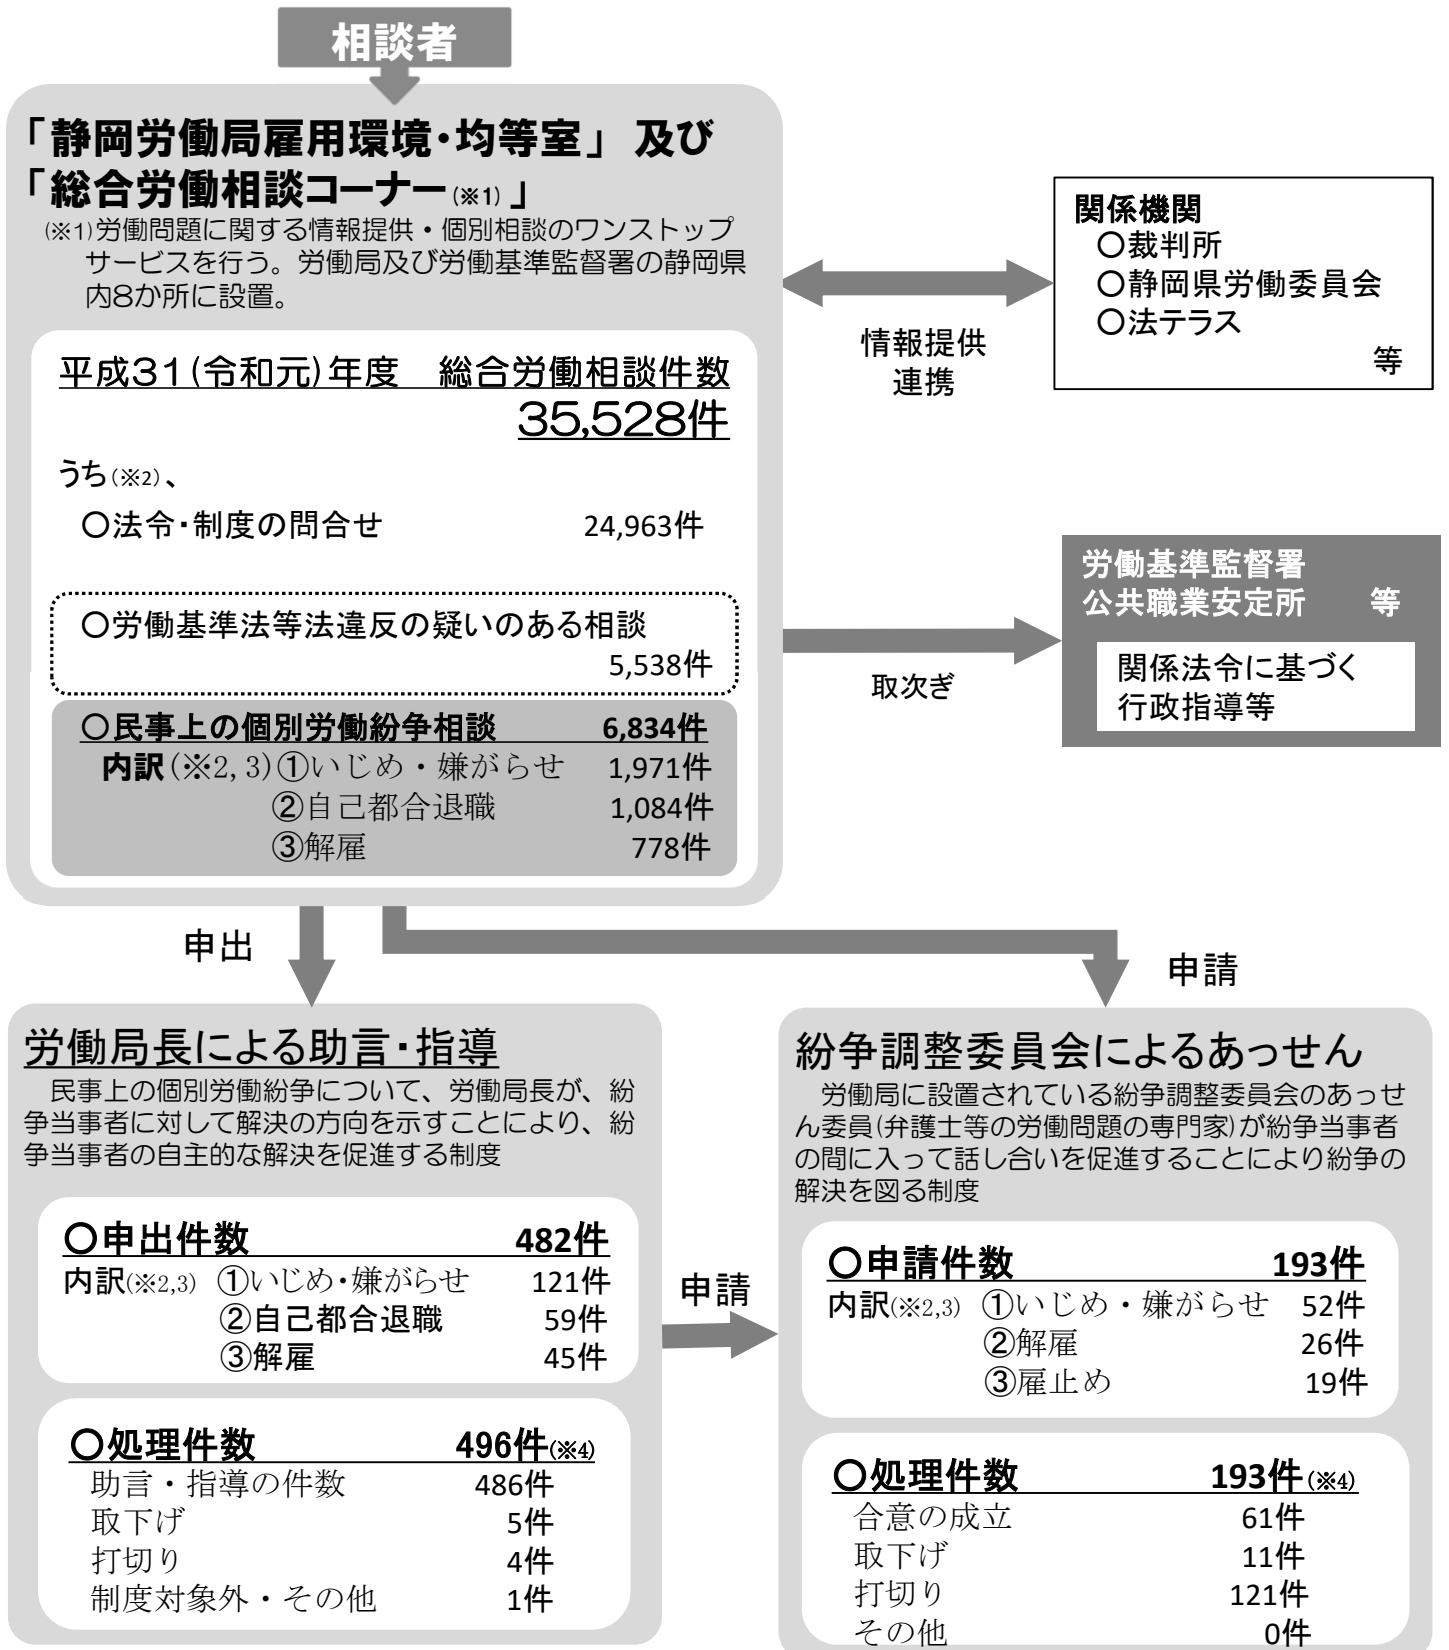 相談者
「静岡労働局雇用環境・均等室」 及び
「総合労働相談コーナー(※1)」
(※1)労働問題に関する情報提供・個別相談のワンストップ
サービスを行う。労働局及び労働基準監督署の静岡県
内8か所に設置。
平成31(令和元)年度 総合労働相談件数
35,528件
うち(※2)、
〇法令・制度の問合せ 24,963件
〇労働基準法等法違反の疑いのある相談
5,538件
〇民事上の個別労働紛争相談 6,834件
内訳(※2,3)①いじめ・嫌がらせ 1,971件
②自己都合退職 1,084件
③解雇 778件
情報提供
連携
関係機関
〇裁判所
〇静岡県労働委員会
〇法テラス
等
取次ぎ
労働基準監督署
公共職業安定所 等
関係法令に基づく
行政指導等
申出
申請
労働局長による助言・指導
民事上の個別労働紛争について、労働局長が、紛
争当事者に対して解決の方向を示すことにより、紛
争当事者の自主的な解決を促進する制度
〇申出件数 482件
内訳(※2,3) ①いじめ・嫌がらせ 121件
②自己都合退職 59件
③解雇 45件
〇処理件数 496件(※4)
助言・指導の件数 486件
取下げ 5件
打切り 4件
制度対象外・その他 1件
申請
紛争調整委員会によるあっせん
労働局に設置されている紛争調整委員会のあっせ
ん委員(弁護士等の労働問題の専門家)が紛争当事者
の間に入って話し合いを促進することにより紛争の
解決を図る制度
〇申請件数 193件
内訳(※2,3) ①いじめ・嫌がらせ 52件
②解雇 26件
③雇止め 19件
〇処理件数 193件(※4)
合意の成立 61件
取下げ 11件
打切り 121件
その他 0件